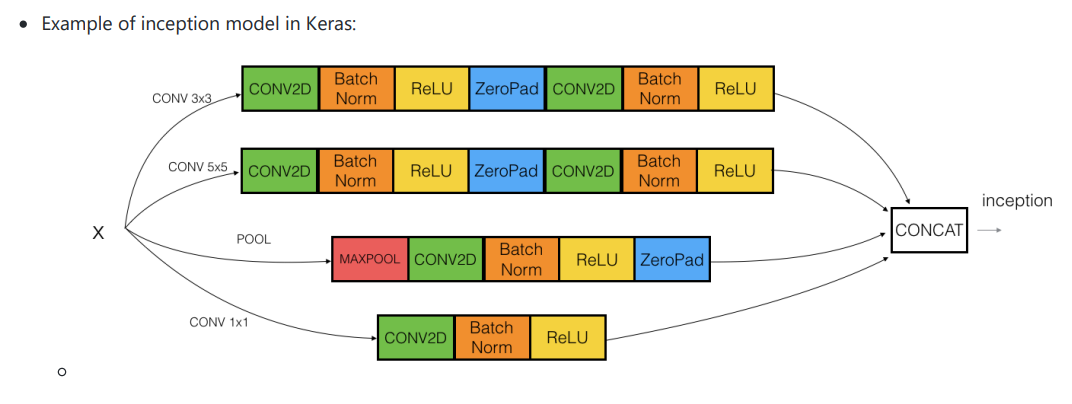 Example of inception model in Keras:
CONV 3x3
CONV2D
Batch
Norm
ReLU
ZeroPad
CONV2D
Batch
Norm
ReLU
CONV 5x5
CONV2D
Batch
Norm
ReLU
ZeroPad
CONV2D
Batch
Norm
ReLU
X
POOL
MAXPOOL
CONV2D
Batch
Norm
ReLU
ZeroPad
CONV 1x1
CONV2D
Batch
Norm
ReLU
CONCAT
inception